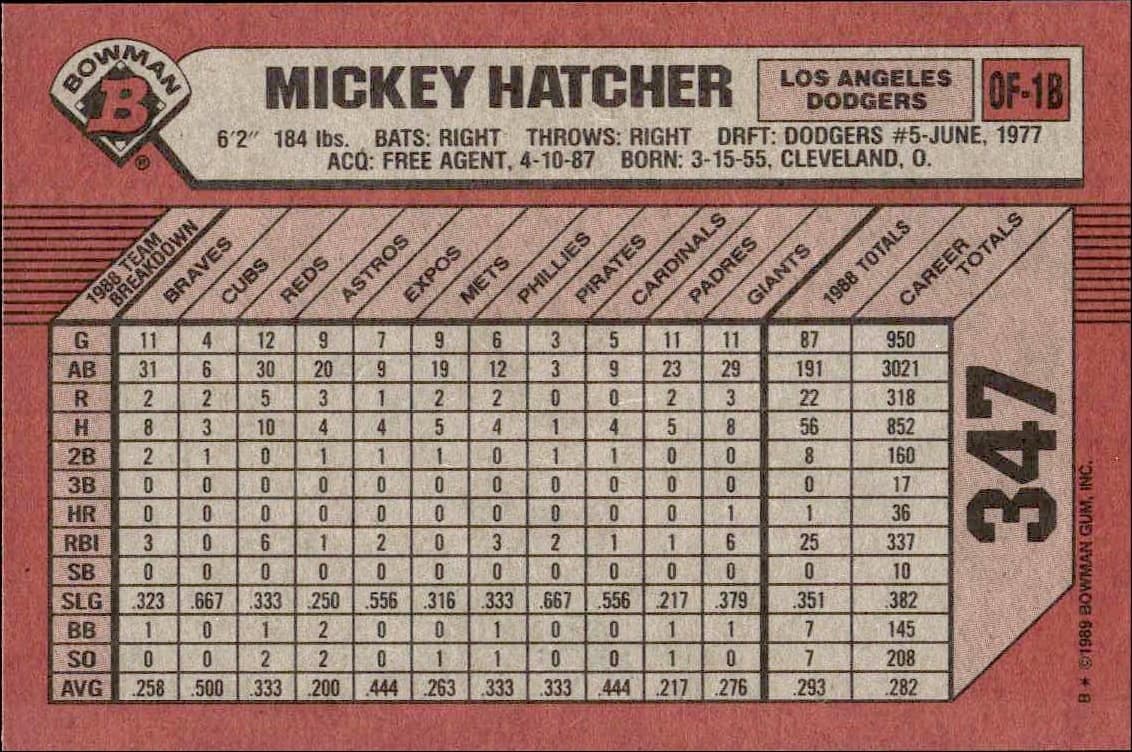 BOWMAN
B
®
MICKEY HATCHER
LOS ANGELES
DODGERS
OF-1B
6'2" 184 lbs. BATS: RIGHT THROWS: RIGHT DRFT: DODGERS #5-JUNE, 1977
ACQ: FREE AGENT, 4-10-87 BORN: 3-15-55, CLEVELAND, O.
1988 TEAM
BREAKDOWN
BRAVES
CUBS
REDS
ASTROS
EXPOS
METS
PHILLIES
PIRATES
CARDINALS
PADRES
GIANTS
1988 TOTALS
CAREER
TOTALS
G 11 4 12 9 7 9 6 3 5 11 11 87 950
AB 31 6 30 20 9 19 12 3 9 23 29 191 3021
R 2 2 5 3 1 2 2 0 0 2 3 22 318
H 8 3 10 4 4 5 4 1 4 5 8 56 852
2B 2 1 0 1 1 1 0 1 1 0 0 8 160
3B 0 0 0 0 0 0 0 0 0 0 0 0 17
HR 0 0 0 0 0 0 0 0 0 0 1 1 36
RBI 3 0 6 1 2 0 3 2 1 1 6 25 337
SB 0 0 0 0 0 0 0 0 0 0 0 0 10
SLG .323 .667 .333 .250 .556 .316 .333 .667 .556 .217 .379 .351 .382
BB 1 0 1 2 0 0 1 0 0 1 1 7 145
SO 0 0 2 2 0 1 1 0 0 1 0 7 208
AVG .258 .500 .333 .200 .444 .263 .333 .333 .444 .217 .276 .293 .282
347
B * ©1989 BOWMAN GUM, INC.